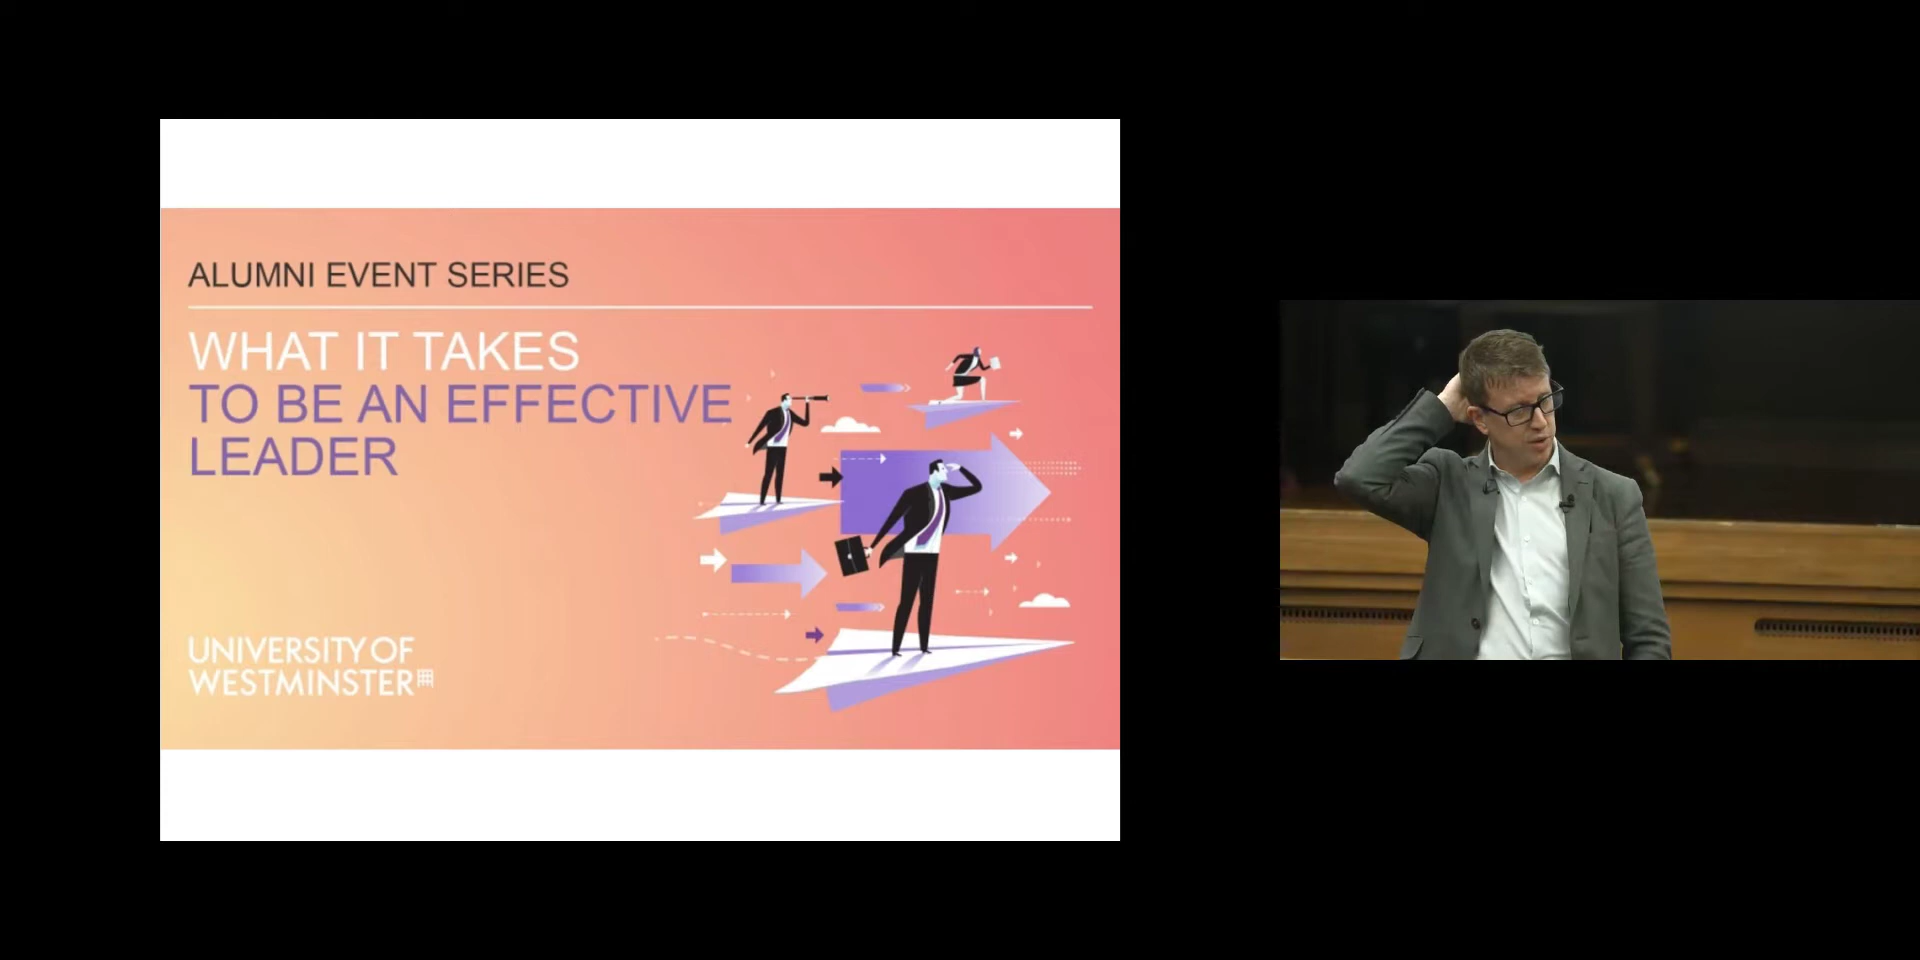 ALUMNI EVENT SERIES
WHAT IT TAKES
TO BE AN EFFECTIVE
LEADER
UNIVERSITY OF
WESTMINSTER